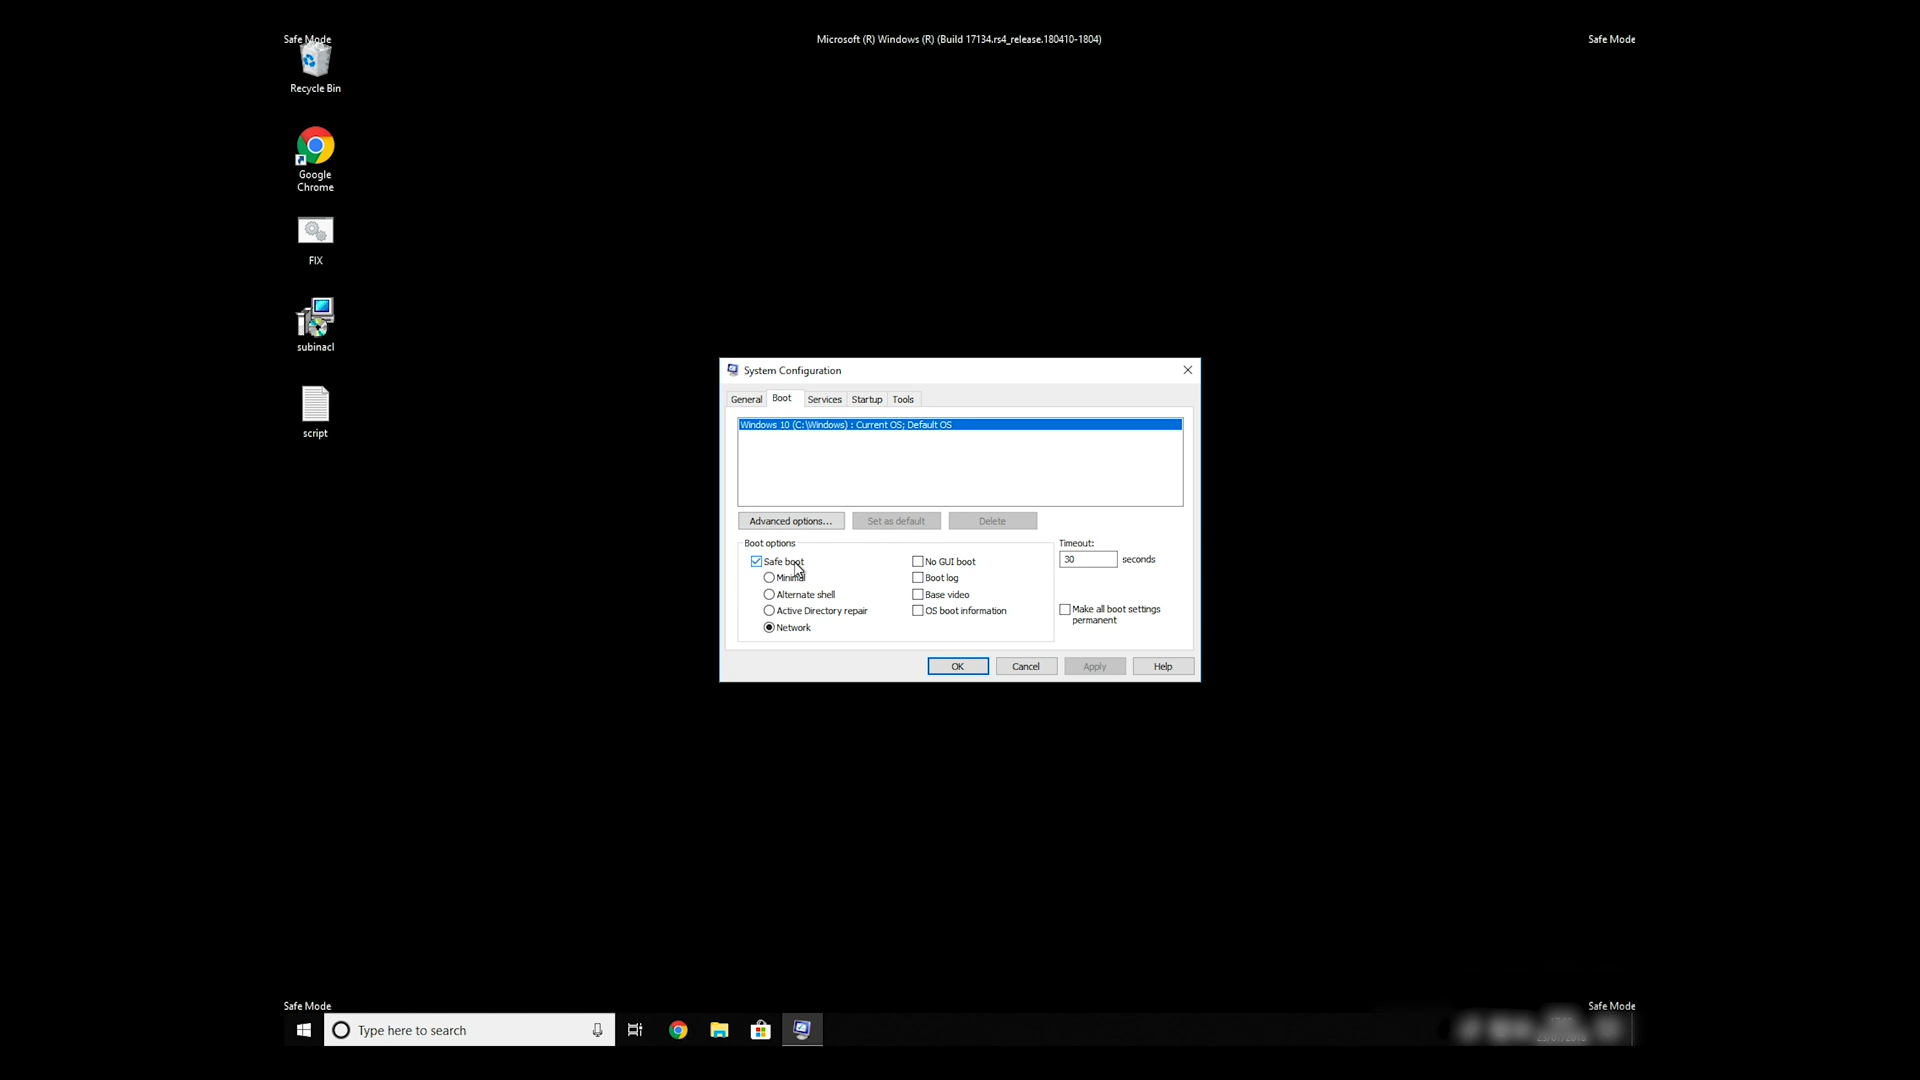 Safe Mode
Microsoft (R) Windows (R) (Build 17134.rs4_release.180410-1804)
Safe Mode
Recycle Bin
Google
Chrome
FIX
subinacl
script
System Configuration
General
Boot
Services
Startup
Tools
Windows 10 (C:\Windows) : Current OS; Default OS
Advanced options...
Set as default
Delete
Boot options
Safe boot
Minimal
Alternate shell
Active Directory repair
Network
No GUI boot
Boot log
Base video
OS boot information
Timeout:
30 seconds
Make all boot settings
permanent
OK
Cancel
Apply
Help
Safe Mode
Safe Mode
Type here to search